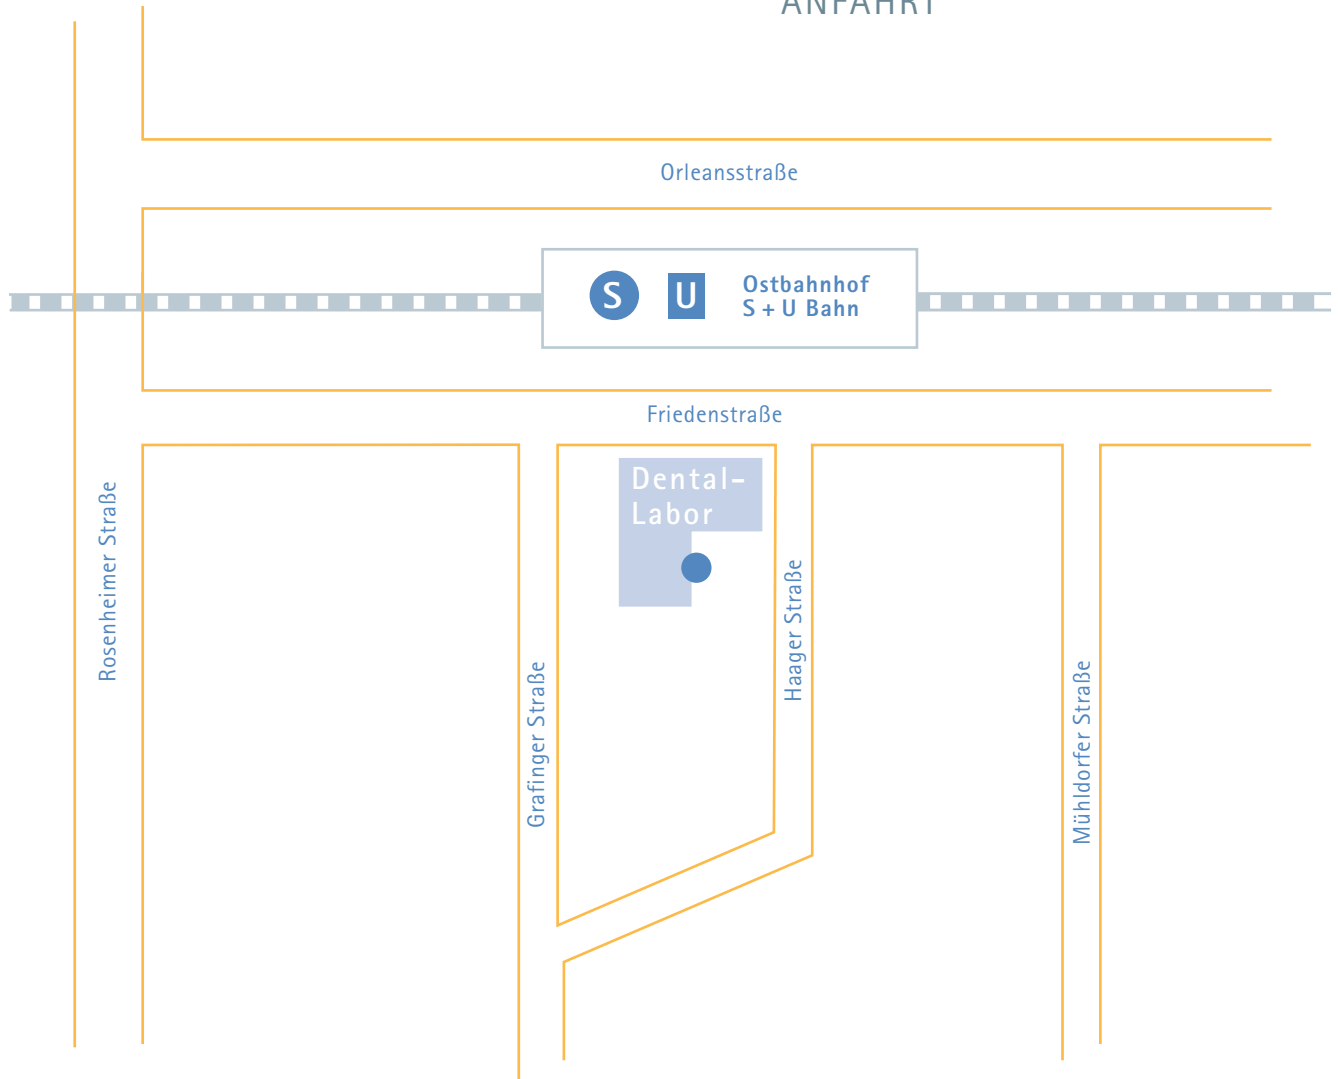 ANFAHRT
Orleansstraße
S U Ostbahnhof
S + U Bahn
Friedenstraße
Dental-
Labor
Rosenheimer Straße
Grafinger Straße
Haager Straße
Mühldorfer Straße